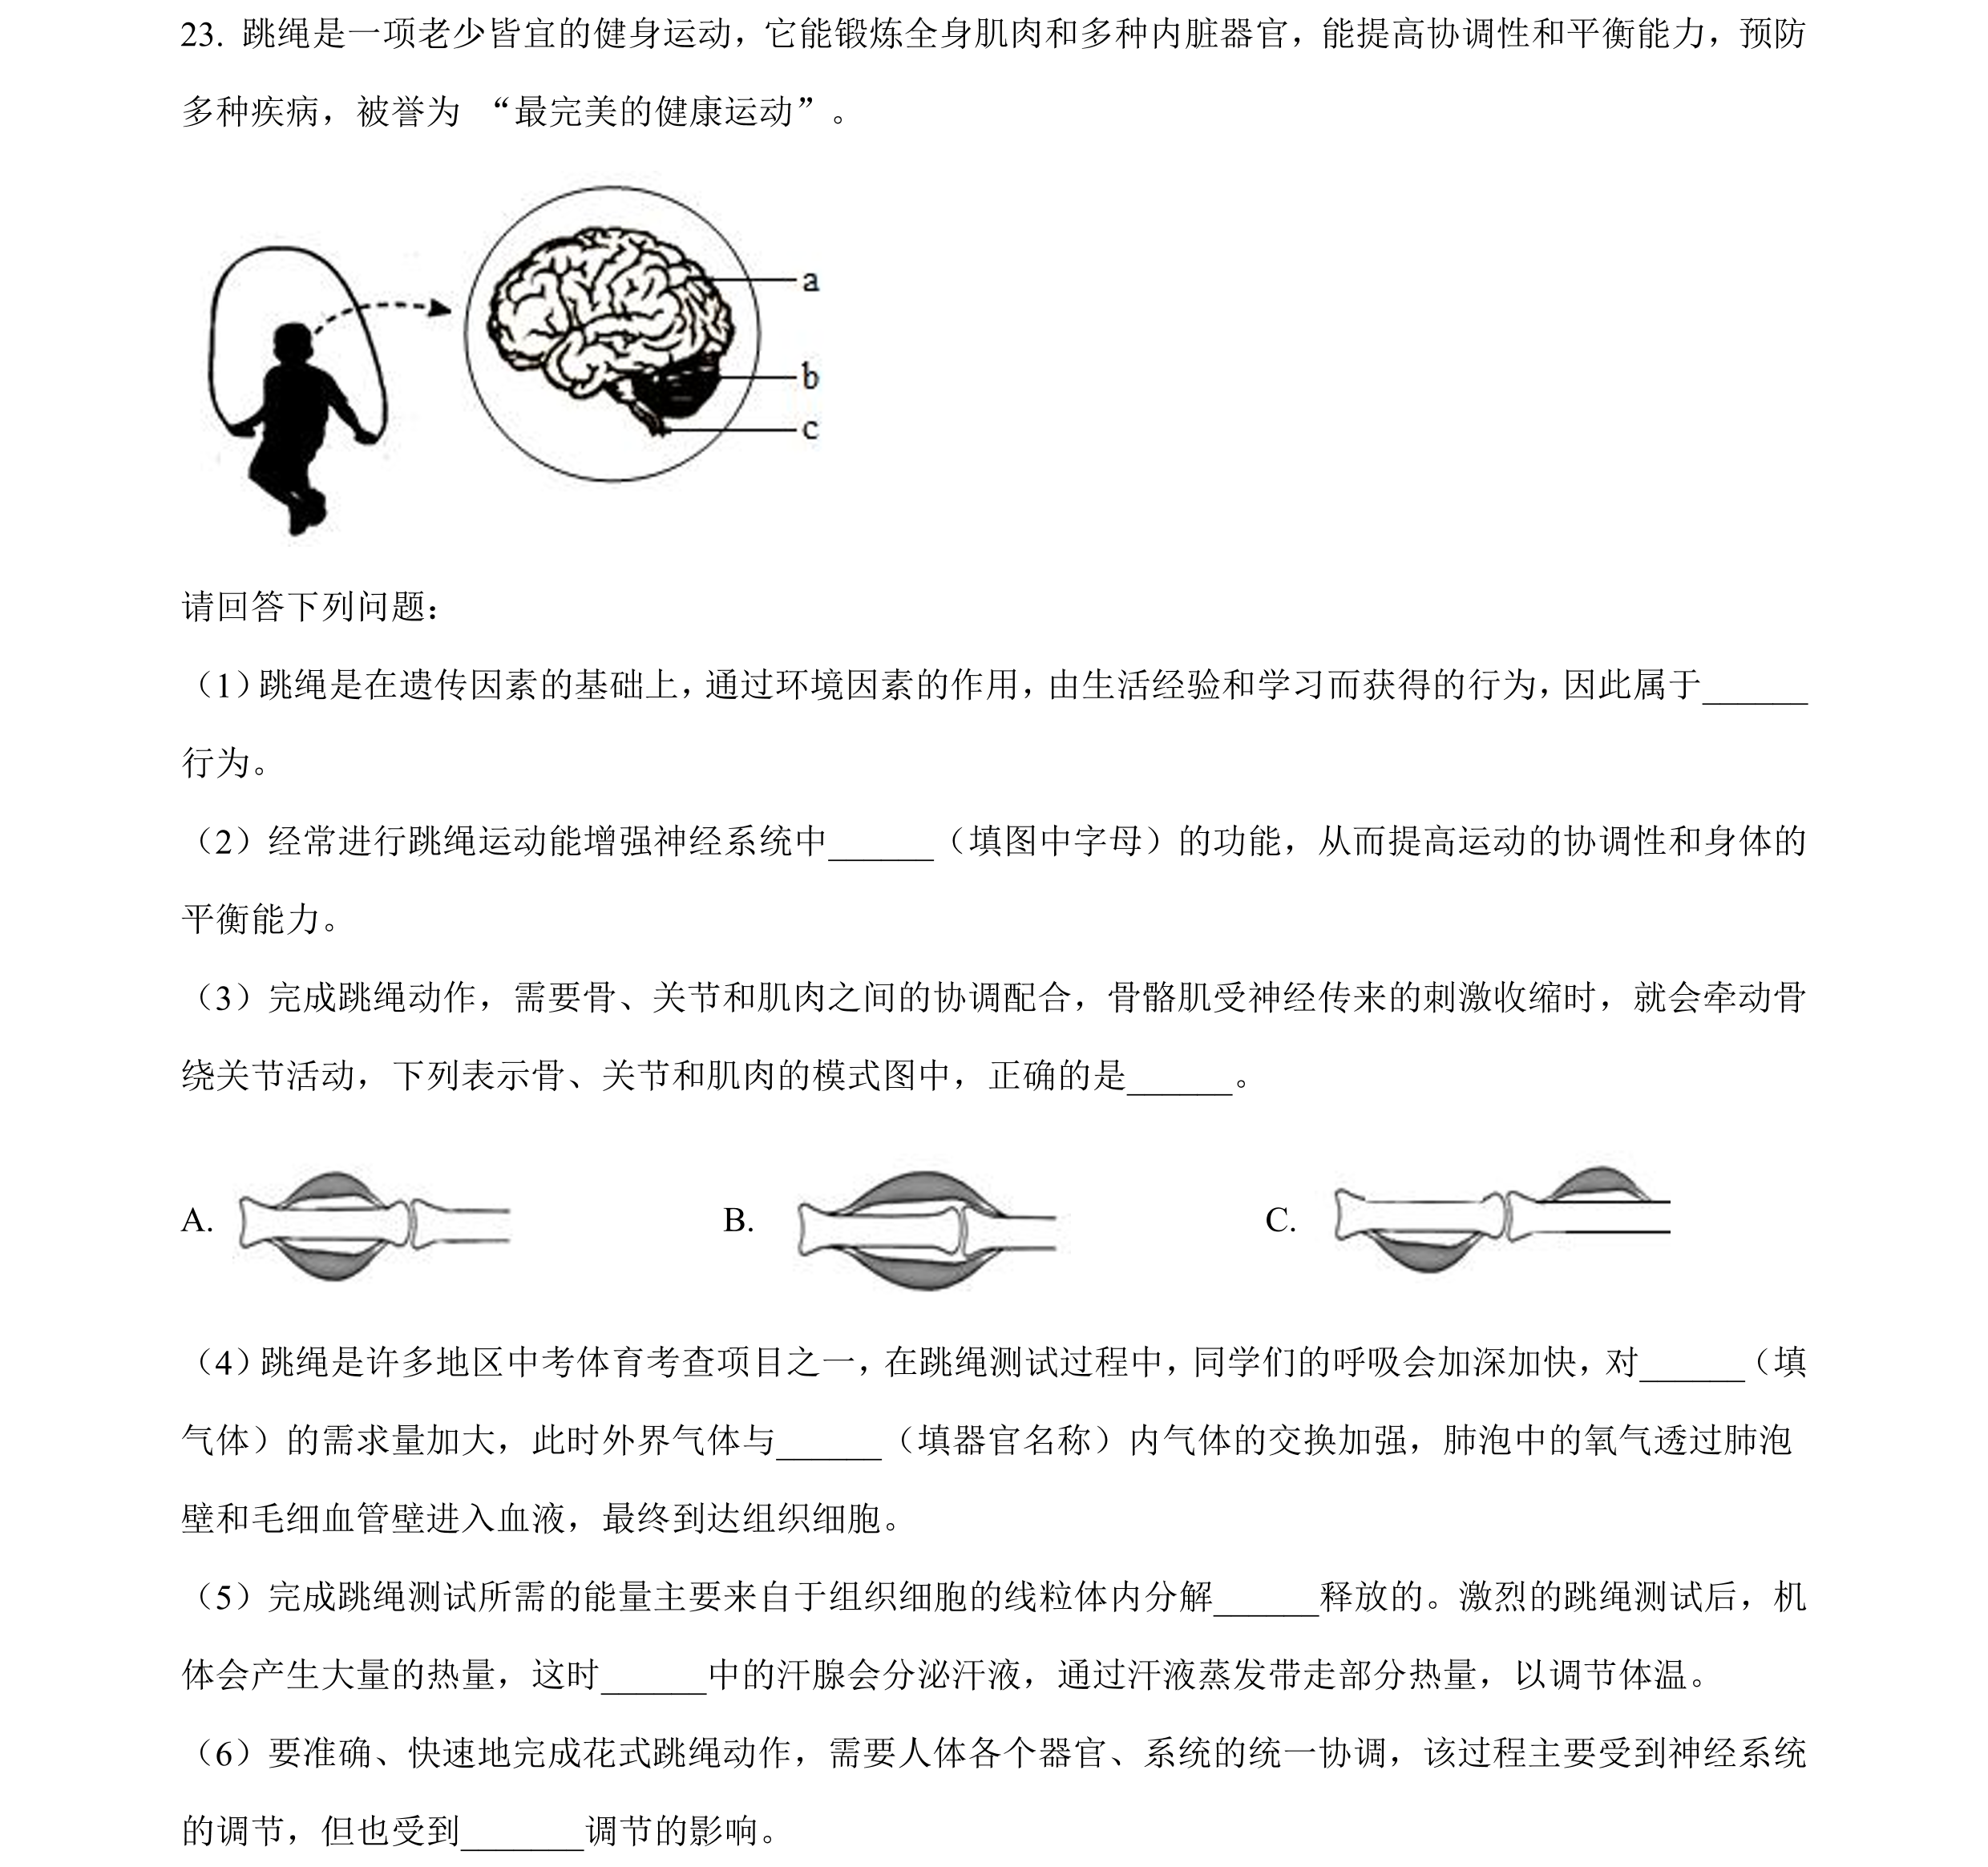 23. 跳绳是一项老少皆宜的健身运动，它能锻炼全身肌肉和多种内脏器官，能提高协调性和平衡能力，预防
多种疾病，被誉为 “最完美的健康运动”。
a
b
c
请回答下列问题：
（1）跳绳是在遗传因素的基础上，通过环境因素的作用，由生活经验和学习而获得的行为，因此属于______
行为。
（2）经常进行跳绳运动能增强神经系统中______（填图中字母）的功能，从而提高运动的协调性和身体的
平衡能力。
（3）完成跳绳动作，需要骨、关节和肌肉之间的协调配合，骨骼肌受神经传来的刺激收缩时，就会牵动骨
绕关节活动，下列表示骨、关节和肌肉的模式图中，正确的是______。
A. B. C.
（4）跳绳是许多地区中考体育考查项目之一，在跳绳测试过程中，同学们的呼吸会加深加快，对______（填
气体）的需求量加大，此时外界气体与______（填器官名称）内气体的交换加强，肺泡中的氧气透过肺泡
壁和毛细血管壁进入血液，最终到达组织细胞。
（5）完成跳绳测试所需的能量主要来自于组织细胞的线粒体内分解______释放的。激烈的跳绳测试后，机
体会产生大量的热量，这时______中的汗腺会分泌汗液，通过汗液蒸发带走部分热量，以调节体温。
（6）要准确、快速地完成花式跳绳动作，需要人体各个器官、系统的统一协调，该过程主要受到神经系统
的调节，但也受到_______调节的影响。